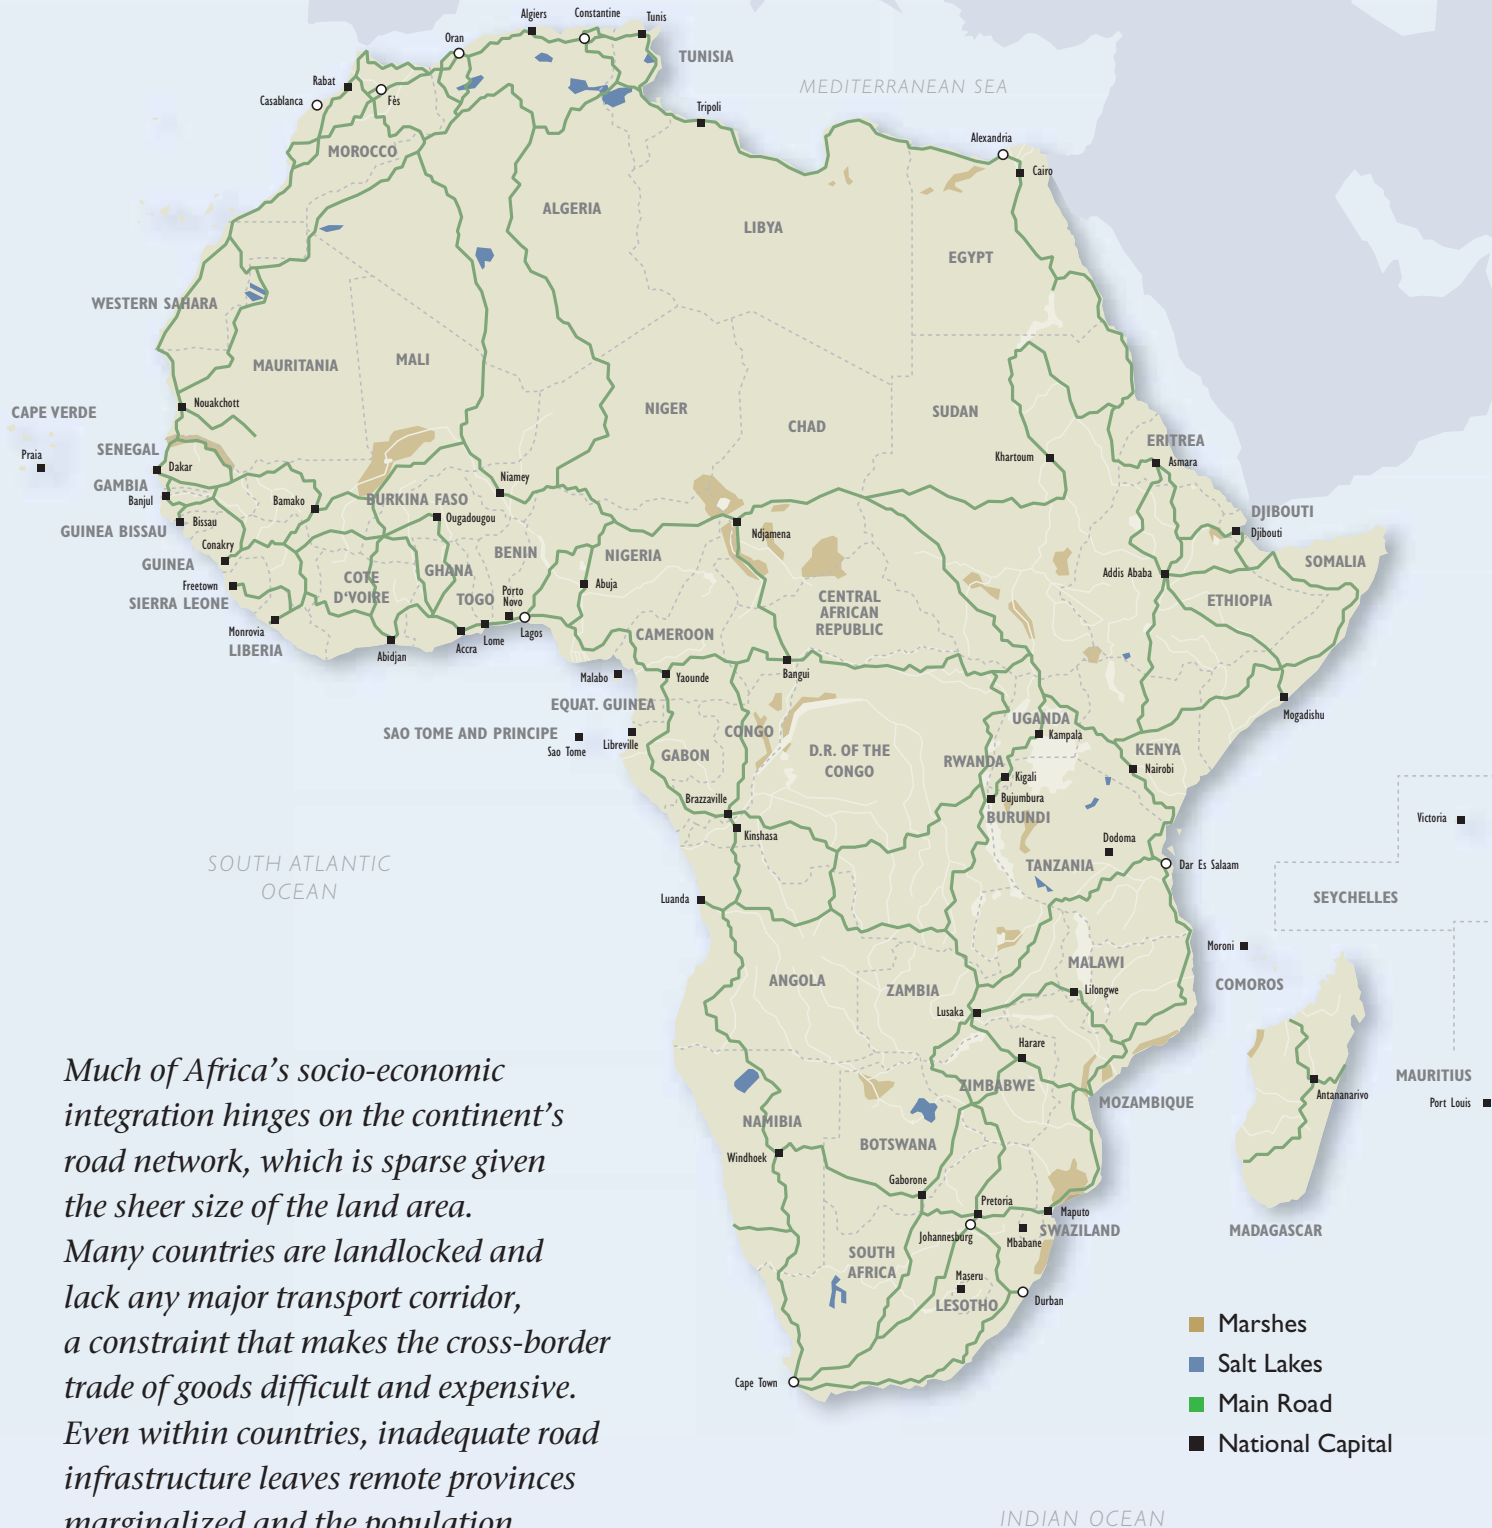 Algiers
Constantine
Tunis
Oran
TUNISIA
Rabat
Casablanca
Fès
MEDITERRANEAN SEA
Tripoli
Alexandria
Cairo
MOROCCO
ALGERIA
LIBYA
EGYPT
WESTERN SAHARA
MAURITANIA
MALI
NIGER
CHAD
SUDAN
ERITREA
Nouakchott
CAPE VERDE
Praia
SENEGAL
Dakar
GAMBIA
Banjul
Bamako
BURKINA FASO
Niamey
Ougadougou
Khartoum
Asmara
GUINEA BISSAU
Bissau
Conakry
GUINEA
Freetown
SIERRA LEONE
Monrovia
LIBERIA
COTE
D'VOIRE
GHANA
BENIN
TOGO
Porto
Novo
NIGERIA
Abuja
Ndjamena
DJIBOUTI
Djibouti
SOMALIA
Addis Ababa
ETHIOPIA
CENTRAL
AFRICAN
REPUBLIC
CAMEROON
Abidjan
Accra
Lome
Lagos
Malabo
Yaounde
Bangui
EQUAT. GUINEA
SAO TOME AND PRINCIPE
Sao Tome
Libreville
GABON
CONGO
D.R. OF THE
CONGO
UGANDA
Kampala
Mogadishu
RWANDA
Kigali
KENYA
Nairobi
Bujumbura
BURUNDI
Brazzaville
Kinshasa
Dodoma
TANZANIA
Dar Es Salaam
Victoria
SEYCHELLES
SOUTH ATLANTIC
OCEAN
Luanda
ANGOLA
ZAMBIA
MALAWI
Lilongwe
Lusaka
Moroni
COMOROS
Harare
ZIMBABWE
MOZAMBIQUE
MAURITIUS
Port Louis
Antananarivo
MADAGASCAR
NAMIBIA
Windhoek
BOTSWANA
Gaborone
Pretoria
Johannesburg
Maputo
Mbabane
SWAZILAND
SOUTH
AFRICA
Maseru
LESOTHO
Durban
Cape Town
Much of Africa's socio-economic
integration hinges on the continent's
road network, which is sparse given
the sheer size of the land area.
Many countries are landlocked and
lack any major transport corridor,
a constraint that makes the cross-border
trade of goods difficult and expensive.
Even within countries, inadequate road
infrastructure leaves remote provinces
marginalized and the population
Marshes
Salt Lakes
Main Road
National Capital
INDIAN OCEAN